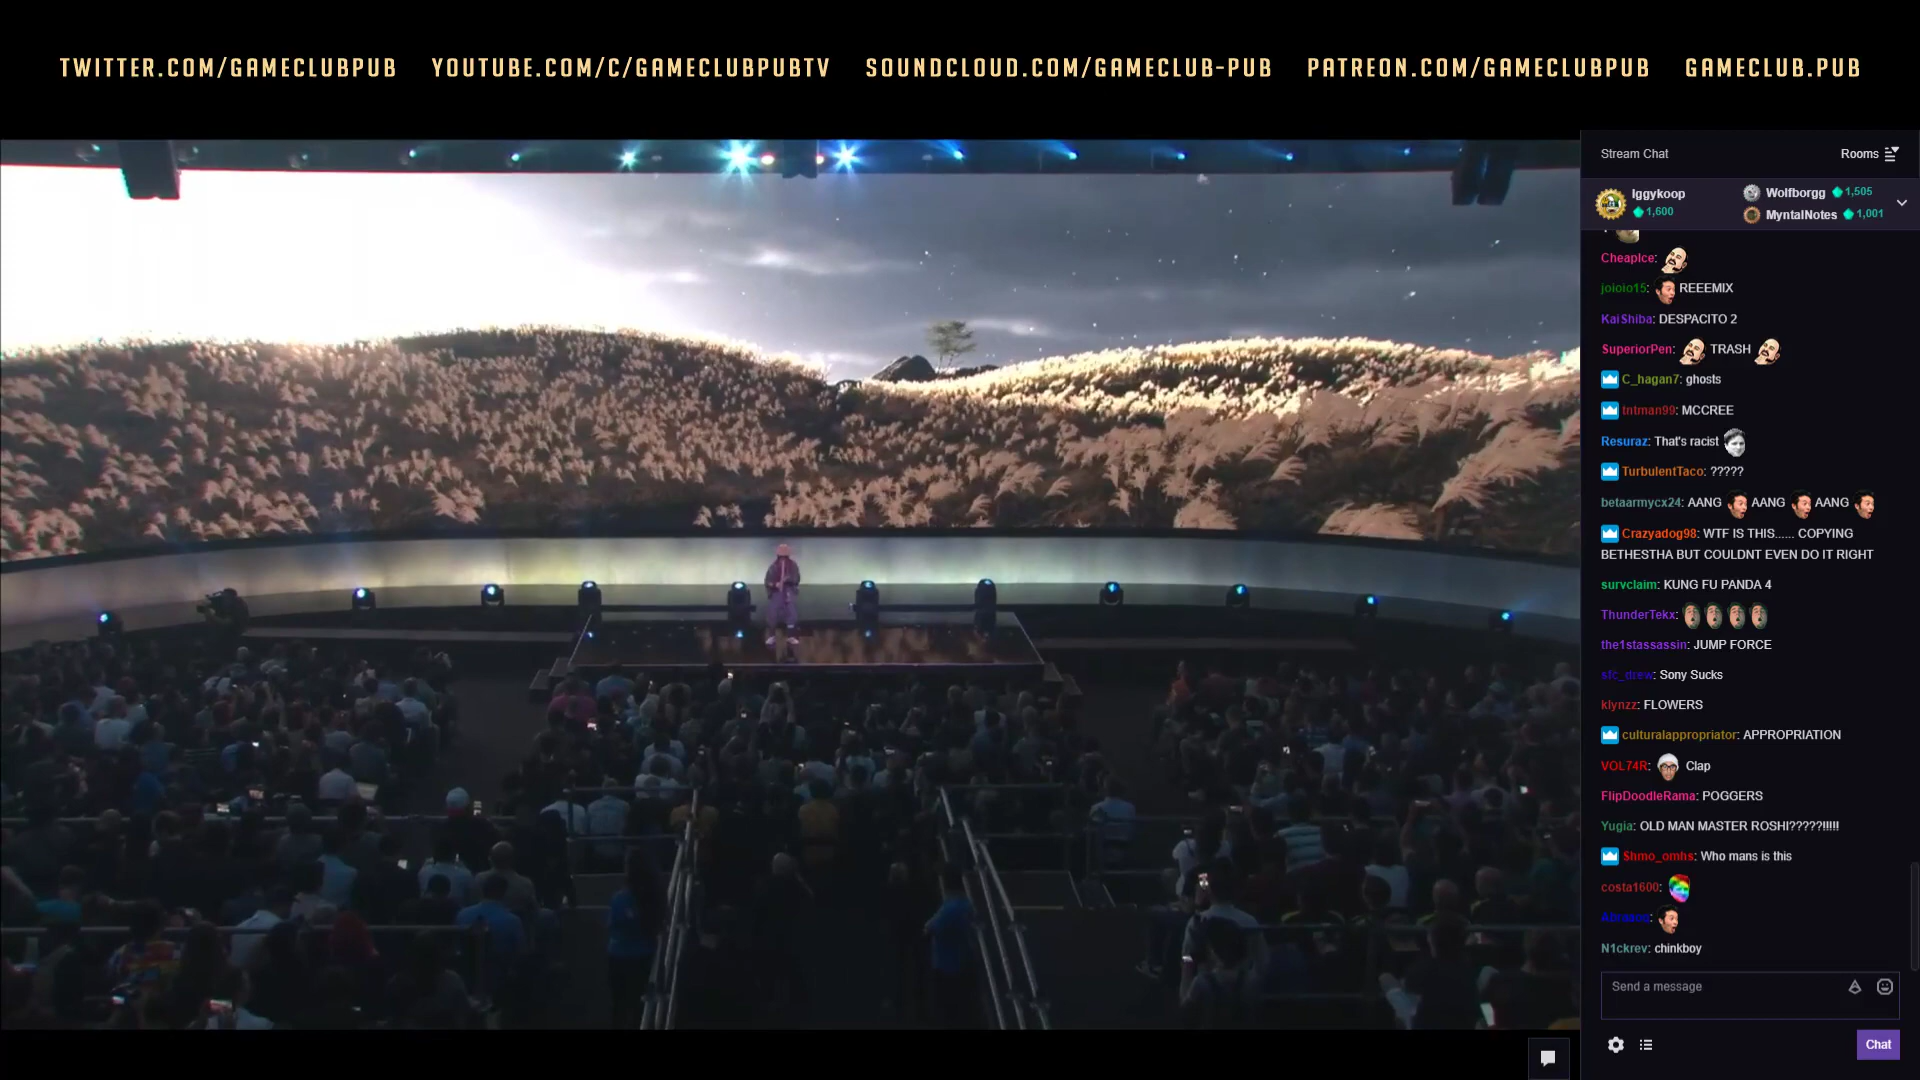 TWITTER.COM/GAMECLUBPUB YOUTUBE.COM/C/GAMECLUBPUBTV SOUNDCLOUD.COM/GAMECLUB-PUB PATREON.COM/GAMECLUBPUB GAMECLUB.PUB
Stream Chat Rooms
Iggykoop 1,600
Wolfborgg 1,505
MyntalNotes 1,001
CheapIce:
joioio15: REEEMIX
KaiShiba: DESPACITO 2
SuperiorPen: TRASH
C_hagan7: ghosts
tntman99: MCCREE
Resuraz: That's racist
TurbulentTaco: ?????
betaarmycx24: AANG AANG AANG
Crazyadog98: WTF IS THIS...... COPYING
BETHESTHA BUT COULDNT EVEN DO IT RIGHT
survclaim: KUNG FU PANDA 4
ThunderTekx:
the1stassassin: JUMP FORCE
sfc_drew: Sony Sucks
klynzz: FLOWERS
culturalappropriator: APPROPRIATION
VOL74R: Clap
FlipDoodleRama: POGGERS
Yugia: OLD MAN MASTER ROSHI?????!!!!!
Shmo_omhs: Who mans is this
costa1600:
N1ckrev: chinkboy
Send a message
Chat